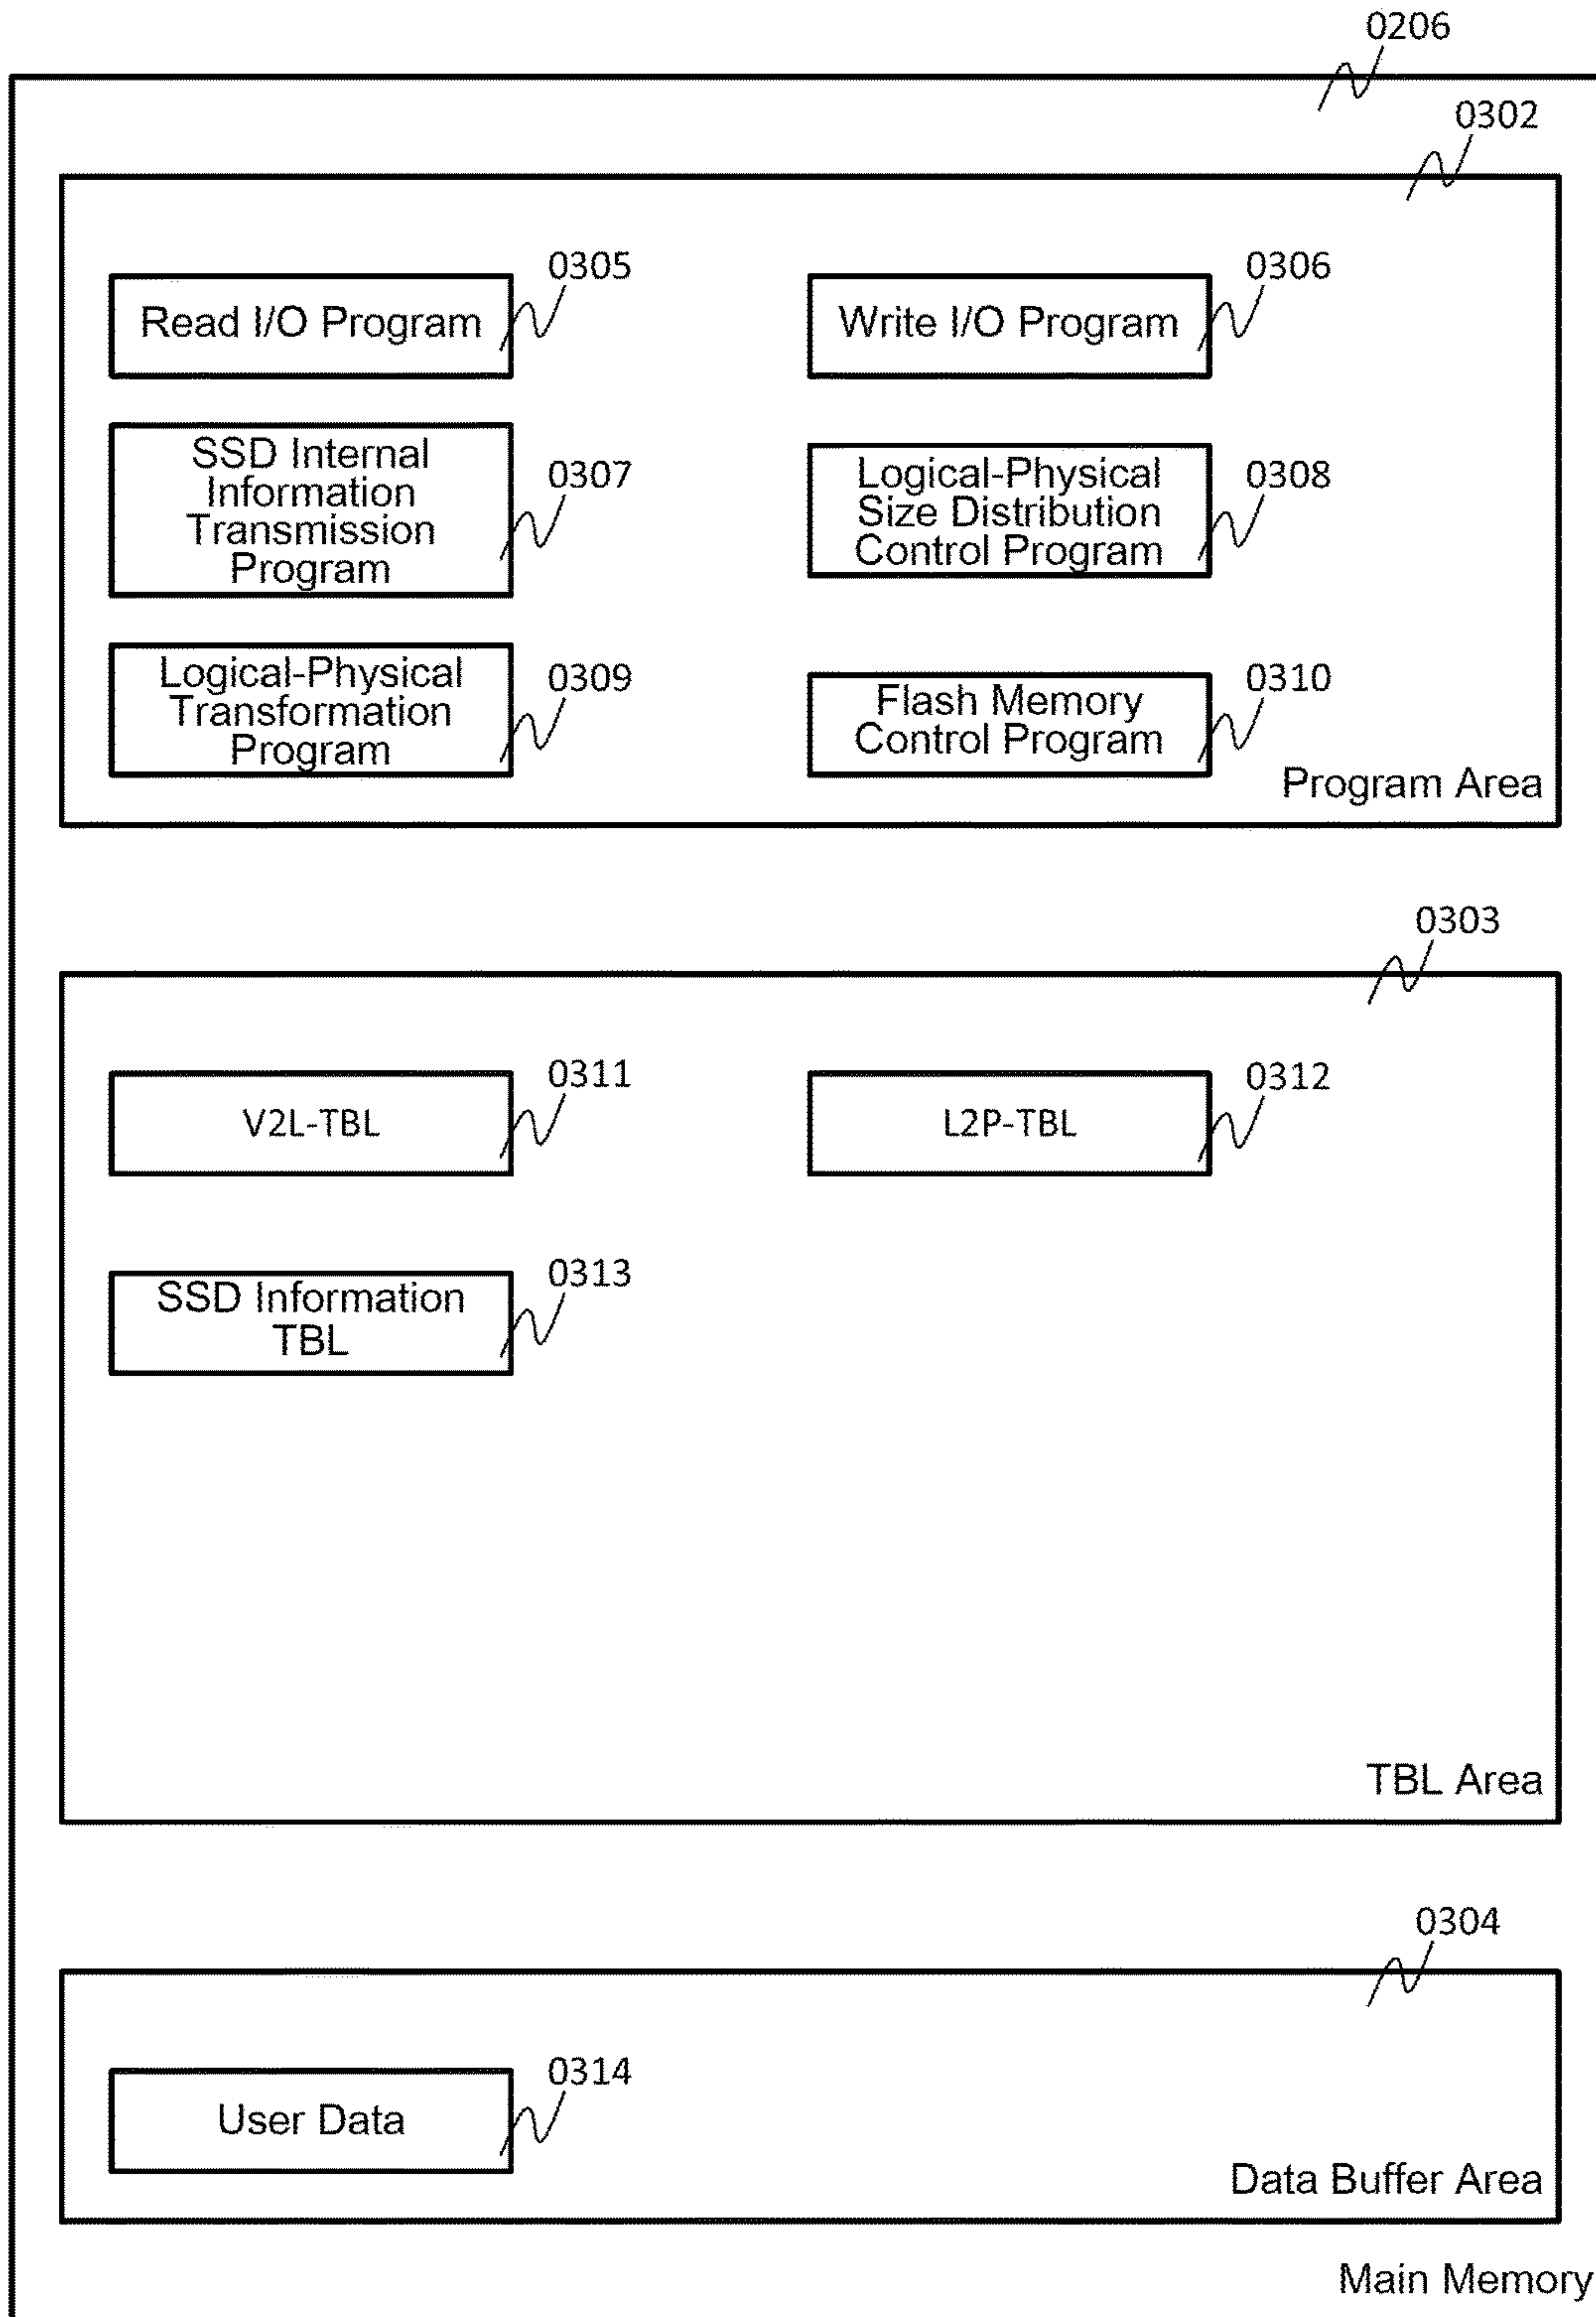 0206
0302
0305
Read I/O Program
0306
Write I/O Program
SSD Internal
Information
Transmission
Program
0307
Logical-Physical
Size Distribution
Control Program
0308
Logical-Physical
Transformation
Program
0309
Flash Memory
Control Program
0310
Program Area
0303
0311
V2L-TBL
0312
L2P-TBL
0313
SSD Information
TBL
TBL Area
0304
0314
User Data
Data Buffer Area
Main Memory